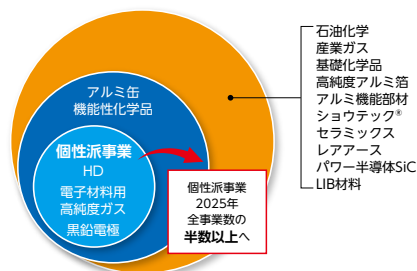 アルミ缶
機能性化学品
個性派事業
HD
電子材料用
高純度ガス
黒鉛電極
個性派事業
2025年
全事業数の
半数以上へ
石油化学
産業ガス
基礎化学品
高純度アルミ箔
アルミ機能部材
ショウテック®
セラミックス
レアアース
パワー半導体SiC
LIB材料